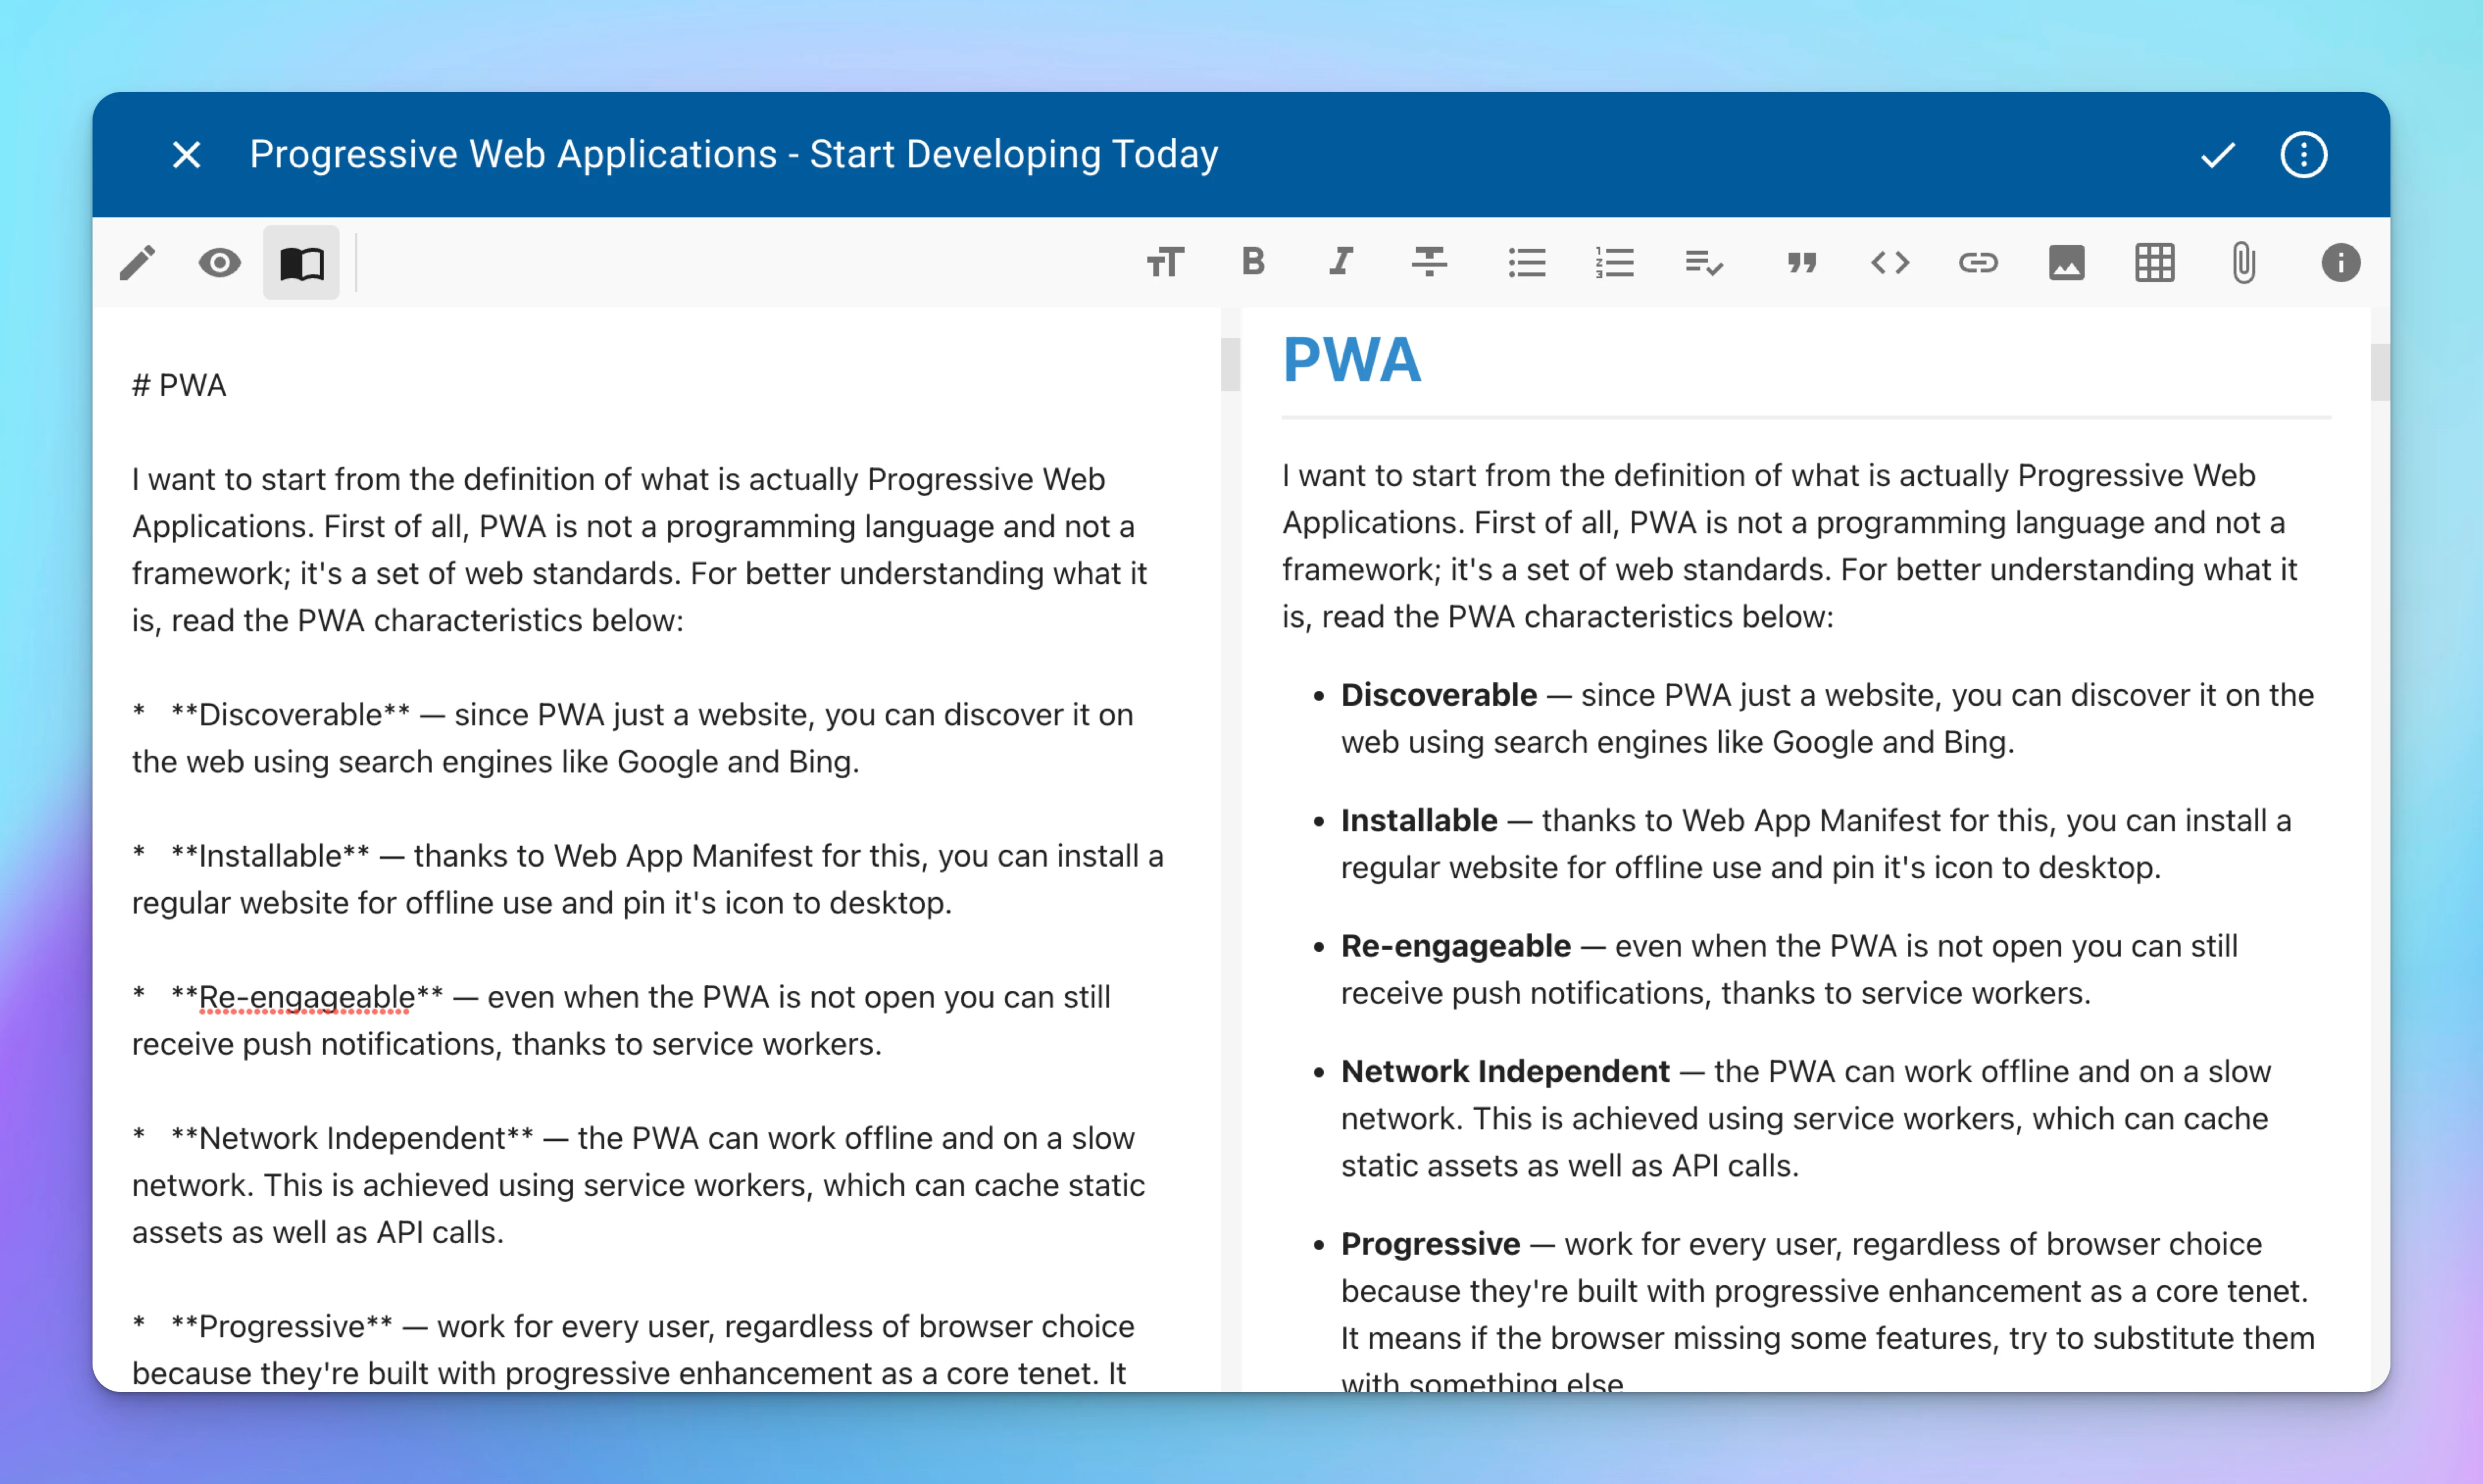 Progressive Web Applications - Start Developing Today
# PWA
I want to start from the definition of what is actually Progressive Web
Applications. First of all, PWA is not a programming language and not a
framework; it's a set of web standards. For better understanding what it
is, read the PWA characteristics below:
*   **Discoverable** — since PWA just a website, you can discover it on
the web using search engines like Google and Bing.
*   **Installable** — thanks to Web App Manifest for this, you can install a
regular website for offline use and pin it's icon to desktop.
*   **Re-engageable** — even when the PWA is not open you can still
receive push notifications, thanks to service workers.
*   **Network Independent** — the PWA can work offline and on a slow
network. This is achieved using service workers, which can cache static
assets as well as API calls.
*   **Progressive** — work for every user, regardless of browser choice
because they're built with progressive enhancement as a core tenet. It
PWA
I want to start from the definition of what is actually Progressive Web
Applications. First of all, PWA is not a programming language and not a
framework; it's a set of web standards. For better understanding what it
is, read the PWA characteristics below:
• Discoverable — since PWA just a website, you can discover it on the
web using search engines like Google and Bing.
• Installable — thanks to Web App Manifest for this, you can install a
regular website for offline use and pin it's icon to desktop.
• Re-engageable — even when the PWA is not open you can still
receive push notifications, thanks to service workers.
• Network Independent — the PWA can work offline and on a slow
network. This is achieved using service workers, which can cache
static assets as well as API calls.
• Progressive — work for every user, regardless of browser choice
because they're built with progressive enhancement as a core tenet.
It means if the browser missing some features, try to substitute them
with something else